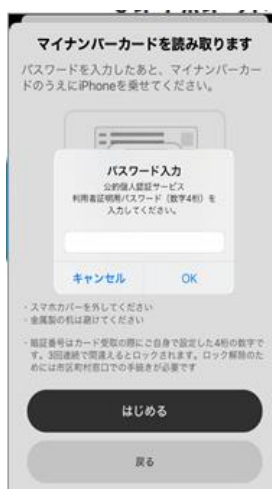 マイナンバーカードを読み取ります
パスワードを入力したあと、マイナンバーカー
ドのうえにiPhoneを乗せてください。
パスワード入力
公的個人認証サービス
利用者証明用パスワード（数字4桁）を
入力してください。
キャンセル
OK
・スマホカバーを外してください
・金属製の机は避けてください
・暗証番号はカード受取の際にご自身で設定した4桁の数字で
す。3回連続で間違えるとロックされます。ロック解除のた
めには市区町村窓口での手続きが必要です
はじめる
戻る